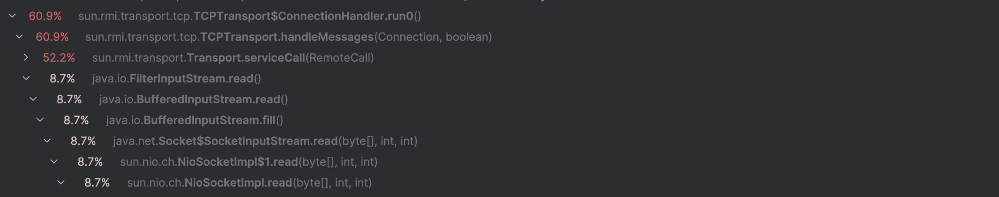 60.9% sun.rmi.transport.tcp.TCPTransport$ConnectionHandler.run0()
60.9% sun.rmi.transport.tcp.TCPTransport.handleMessages(Connection, boolean)
52.2% sun.rmi.transport.Transport.serviceCall(RemoteCall)
8.7% java.io.FilterInputStream.read()
8.7% java.io.BufferedInputStream.read()
8.7% java.io.BufferedInputStream.fill()
8.7% java.net.Socket$SocketInputStream.read(byte[], int, int)
8.7% sun.nio.ch.NioSocketImpl$1.read(byte[], int, int)
8.7% sun.nio.ch.NioSocketImpl.read(byte[], int, int)